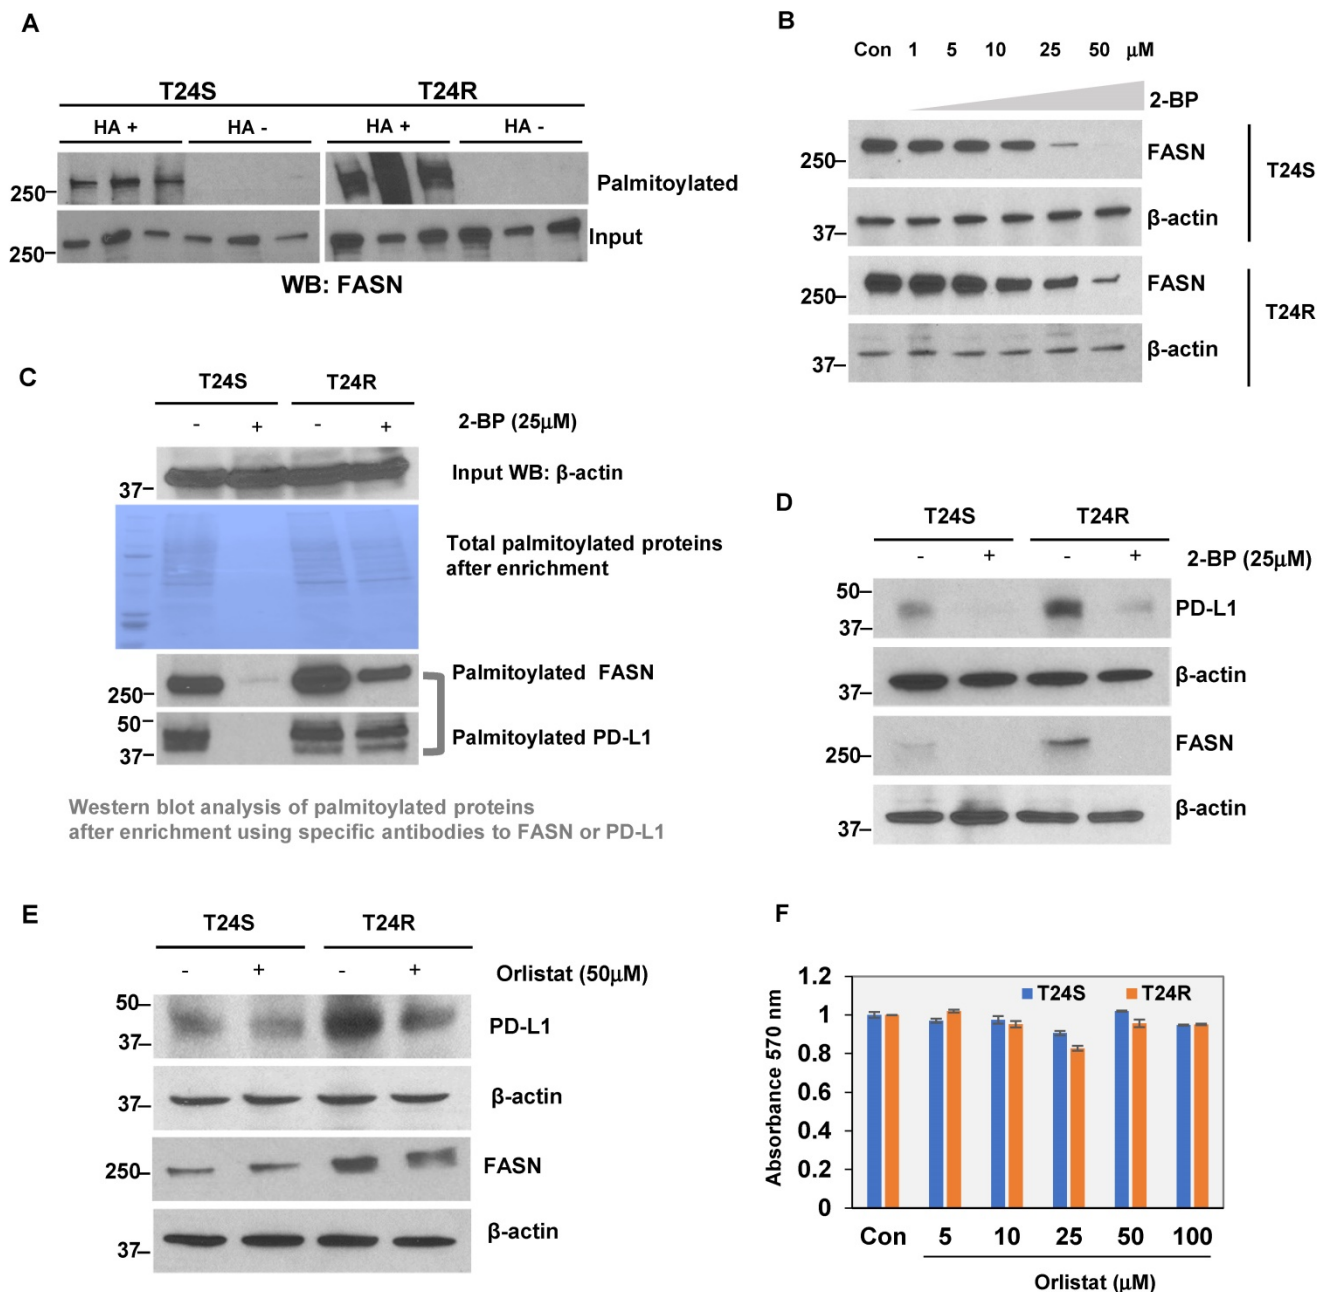 A
T24S T24R
HA + HA - HA + HA -
250 Palmitoylated
250 Input
WB: FASN
B
Con 1 5 10 25 50 μM
2-BP
250 FASN
T24S
37 β-actin
250 FASN
T24R
37 β-actin
C
T24S T24R
- + - + 2-BP (25μM)
37 Input WB: β-actin
Total palmitoylated proteins
after enrichment
250 Palmitoylated FASN
50
37 Palmitoylated PD-L1
Western blot analysis of palmitoylated proteins
after enrichment using specific antibodies to FASN or PD-L1
D
T24S T24R
- + - + 2-BP (25μM)
50
37 PD-L1
37 β-actin
250 FASN
37 β-actin
E
T24S T24R
- + - + Orlistat (50μM)
50
37 PD-L1
37 β-actin
250 FASN
37 β-actin
F
T24S T24R
Absorbance 570 nm
1.2
1
0.8
0.6
0.4
0.2
0
Con 5 10 25 50 100
Orlistat (μM)